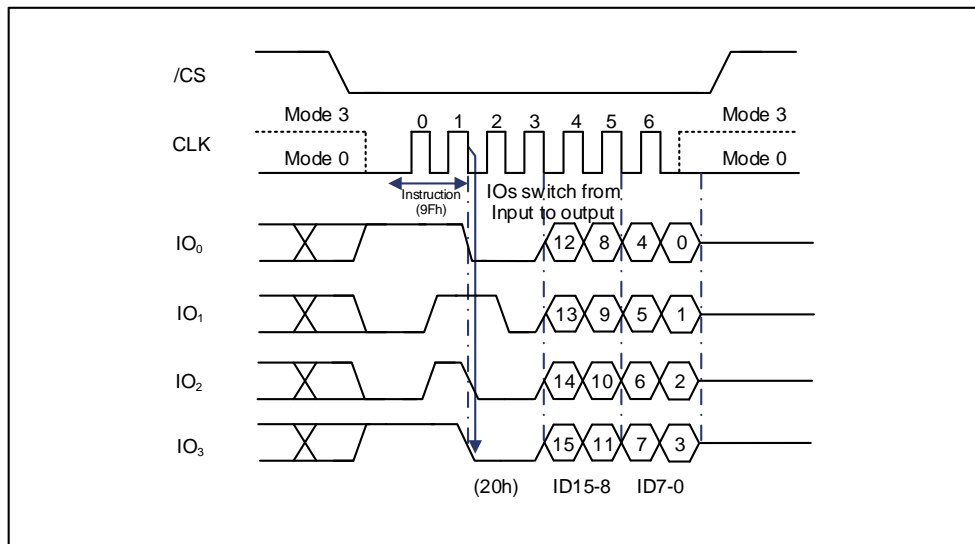 /CS
Mode 3 Mode 3
0 1 2 3 4 5 6
CLK
Mode 0 Mode 0
Instruction
(9Fh)
IOs switch from
Input to output
IO0 12 8 4 0
IO1 13 9 5 1
IO2 14 10 6 2
IO3 15 11 7 3
(20h) ID15-8 ID7-0